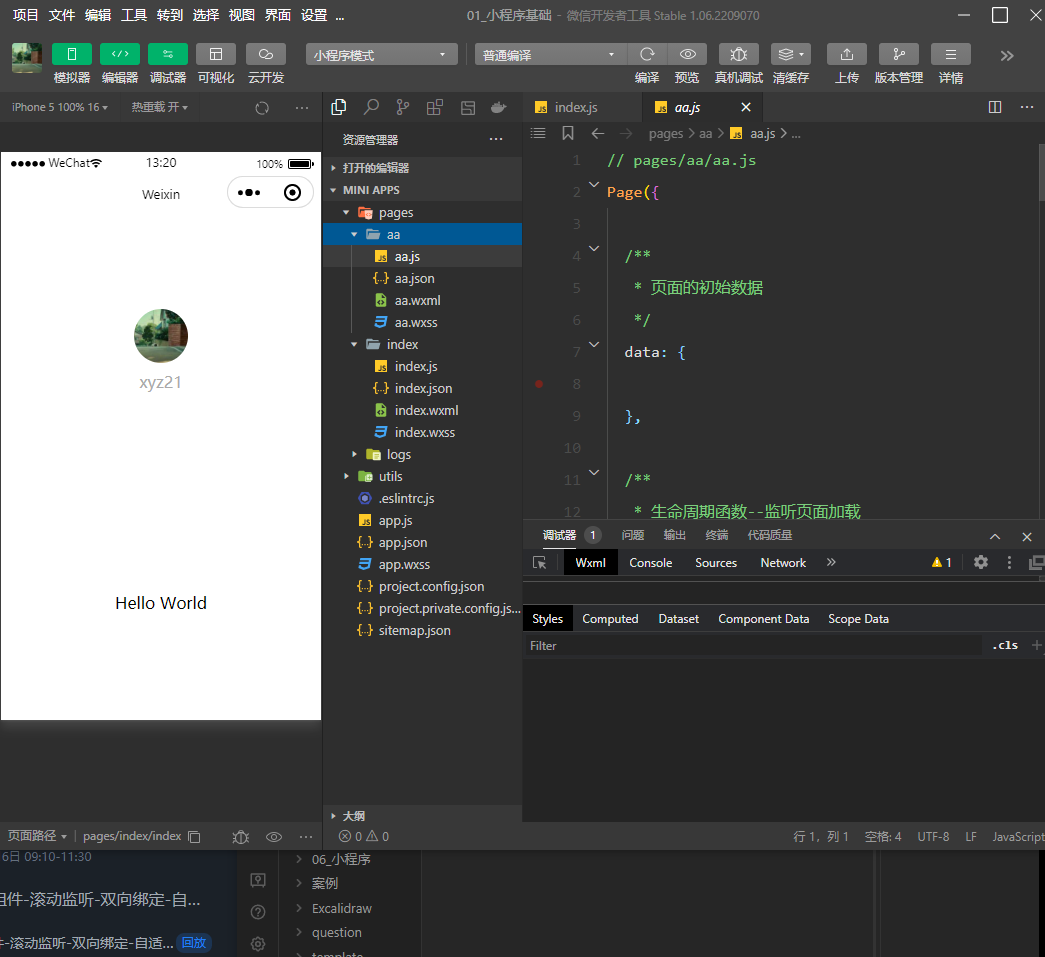 项目 文件 编辑 工具 转到 选择 视图 界面 设置 ...
01_小程序基础 - 微信开发者工具 Stable 1.06.2209070
小程序模式
普通编译
模拟器 编辑器 调试器 可视化 云开发
编译 预览 真机调试 清缓存 上传 版本管理 详情
iPhone 5 100% 16
热重载 开
WeChat
13:20
100%
Weixin
xyz21
Hello World
页面路径
pages/index/index
资源管理器
打开的编辑器
MINI APPS
pages
aa
aa.js
aa.json
aa.wxml
aa.wxss
index
index.js
index.json
index.wxml
index.wxss
logs
utils
.eslintrc.js
app.js
app.json
app.wxss
project.config.json
project.private.config.js...
sitemap.json
大纲
0 0
index.js
aa.js
pages > aa > aa.js > ...
1 // pages/aa/aa.js
2 Page({
3
4 /**
5 * 页面的初始数据
6 */
7 data: {
8
9 },
10
11 /**
12 * 生命周期函数--监听页面加载
调试器 1 问题 输出 终端 代码质量
Wxml Console Sources Network 1
Styles Computed Dataset Component Data Scope Data
Filter
.cls
行 1，列 1 空格: 4 UTF-8 LF JavaScript
6日 09:10-11:30
组件-滚动监听-双向绑定-自...
件-滚动监听-双向绑定-自适... 回放
06_小程序
案例
Excalidraw
question
template